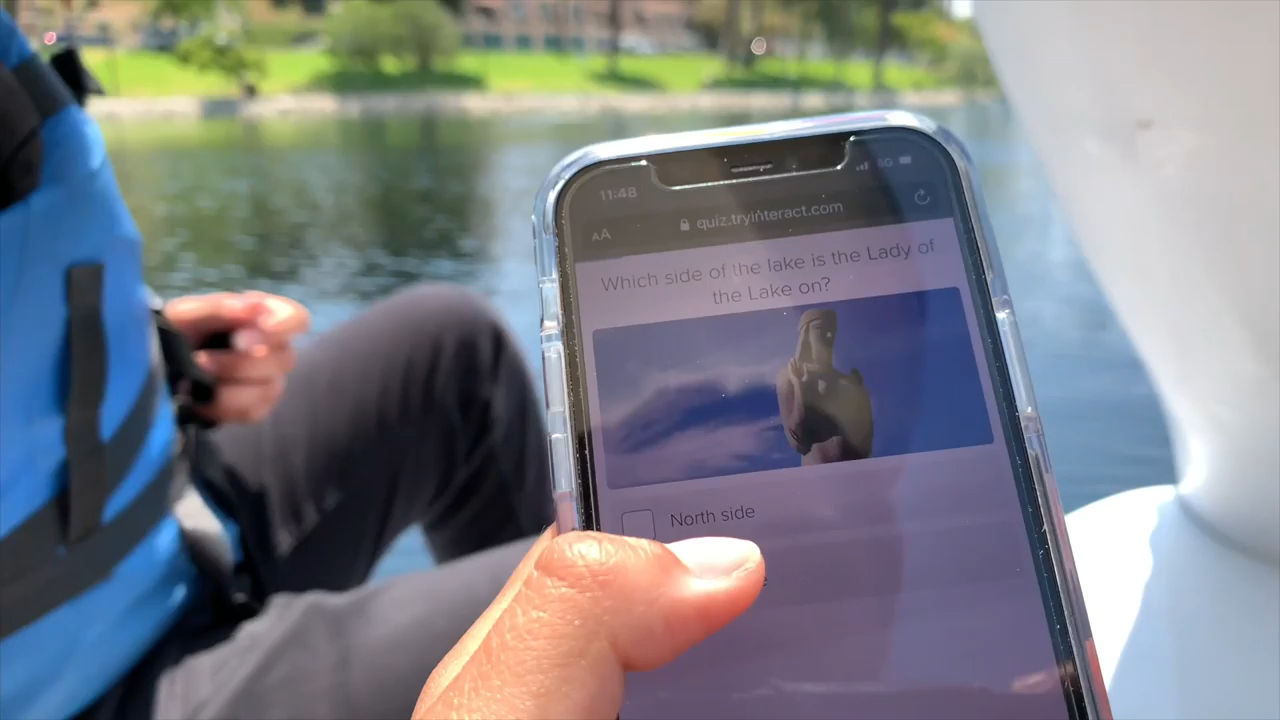 11:48
5G
AA quiz.tryinteract.com
Which side of the lake is the Lady of
the Lake on?
North side